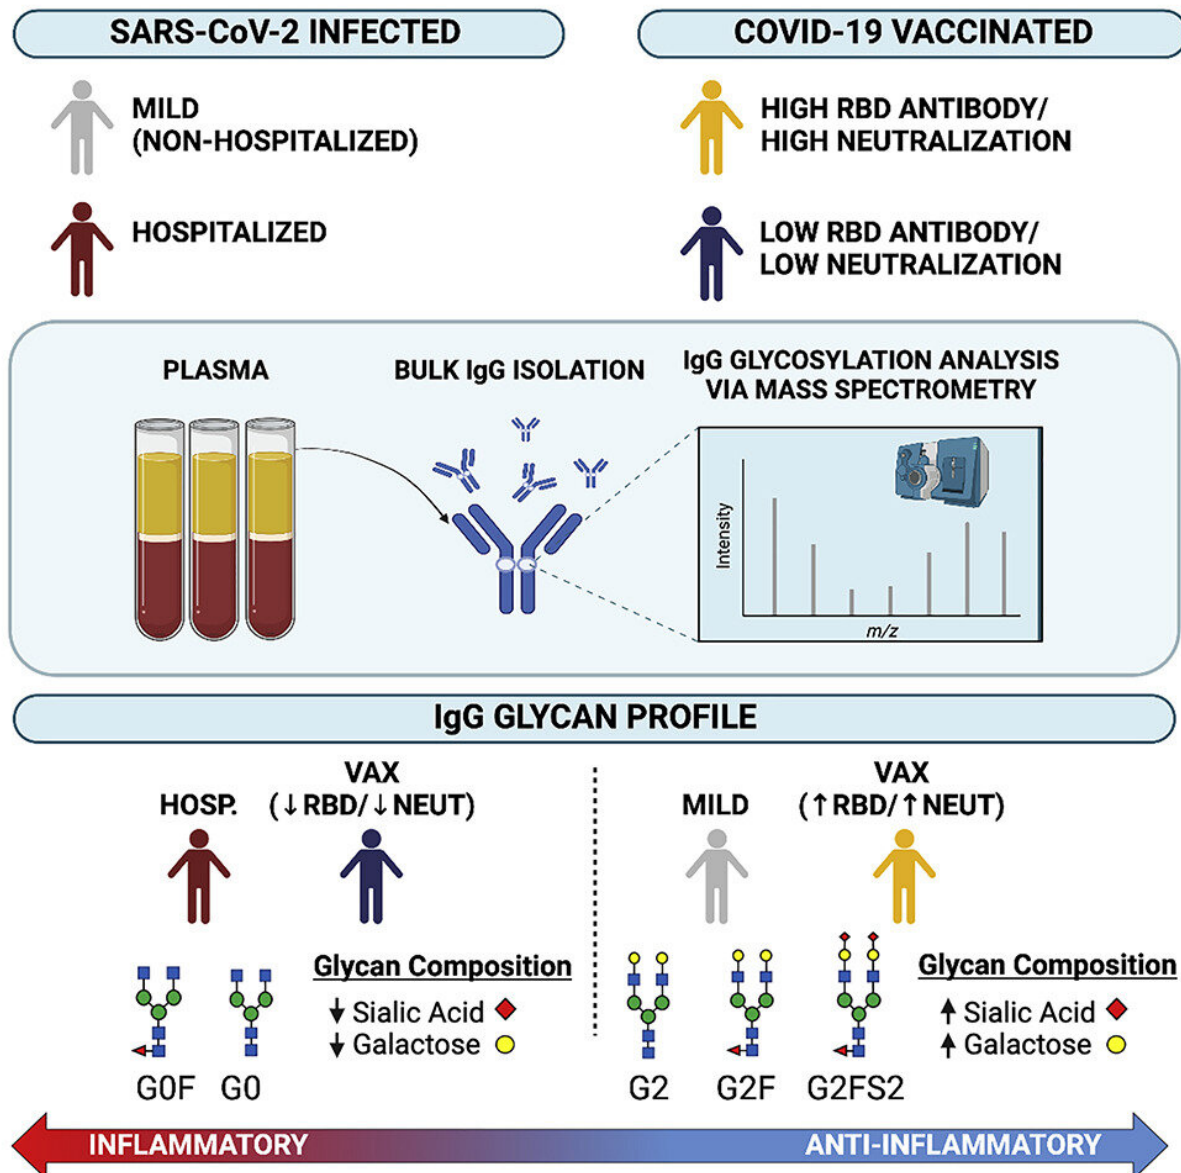 SARS-CoV-2 INFECTED
COVID-19 VACCINATED
MILD
(NON-HOSPITALIZED)
HOSPITALIZED
HIGH RBD ANTIBODY/
HIGH NEUTRALIZATION
LOW RBD ANTIBODY/
LOW NEUTRALIZATION
PLASMA
BULK IgG ISOLATION
IgG GLYCOSYLATION ANALYSIS
VIA MASS SPECTROMETRY
Intensity
m/z
IgG GLYCAN PROFILE
HOSP.
VAX
(↓RBD/↓NEUT)
MILD
VAX
(↑RBD/↑NEUT)
Glycan Composition
↓ Sialic Acid
↓ Galactose
G0F
G0
Glycan Composition
↑ Sialic Acid
↑ Galactose
G2
G2F
G2FS2
INFLAMMATORY
ANTI-INFLAMMATORY